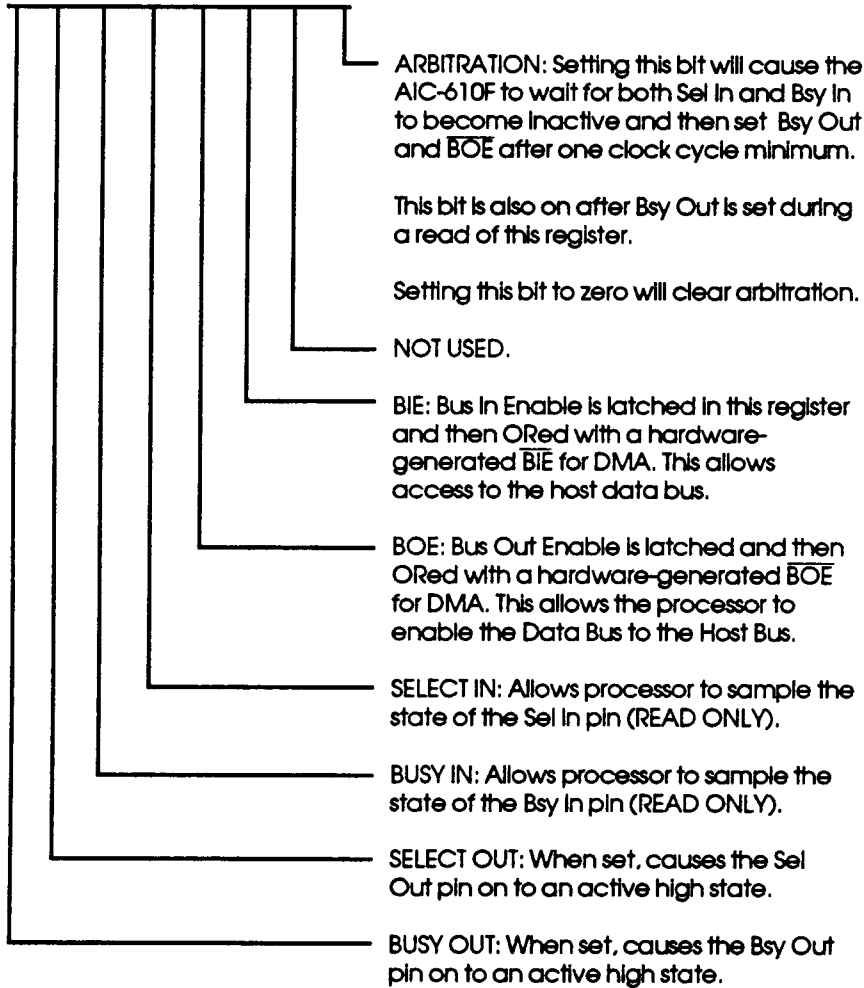 ARBITRATION: Setting this bit will cause the
AIC-610F to wait for both Sel In and Bsy In
to become inactive and then set Bsy Out
and B̅O̅E̅ after one clock cycle minimum.
This bit is also on after Bsy Out is set during
a read of this register.
Setting this bit to zero will clear arbitration.
NOT USED.
BIE: Bus In Enable is latched in this register
and then ORed with a hardware-
generated B̅I̅E̅ for DMA. This allows
access to the host data bus.
BOE: Bus Out Enable is latched and then
ORed with a hardware-generated B̅O̅E̅
for DMA. This allows the processor to
enable the Data Bus to the Host Bus.
SELECT IN: Allows processor to sample the
state of the Sel In pin (READ ONLY).
BUSY IN: Allows processor to sample the
state of the Bsy In pin (READ ONLY).
SELECT OUT: When set, causes the Sel
Out pin on to an active high state.
BUSY OUT: When set, causes the Bsy Out
pin on to an active high state.